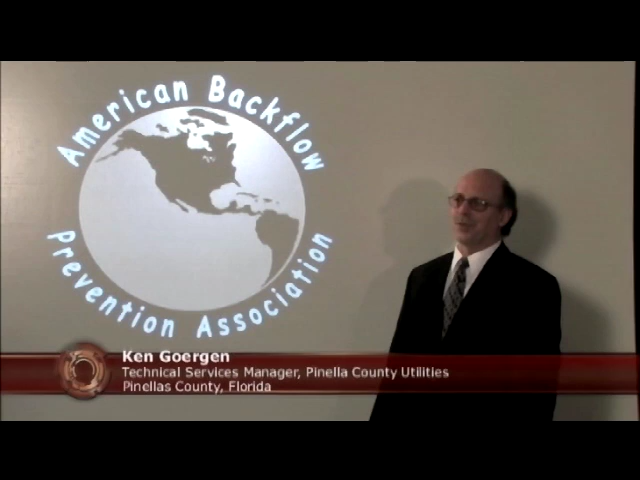 American Backflow
Prevention Association
Ken Goergen
Technical Services Manager, Pinella County Utilities
Pinellas County, Florida